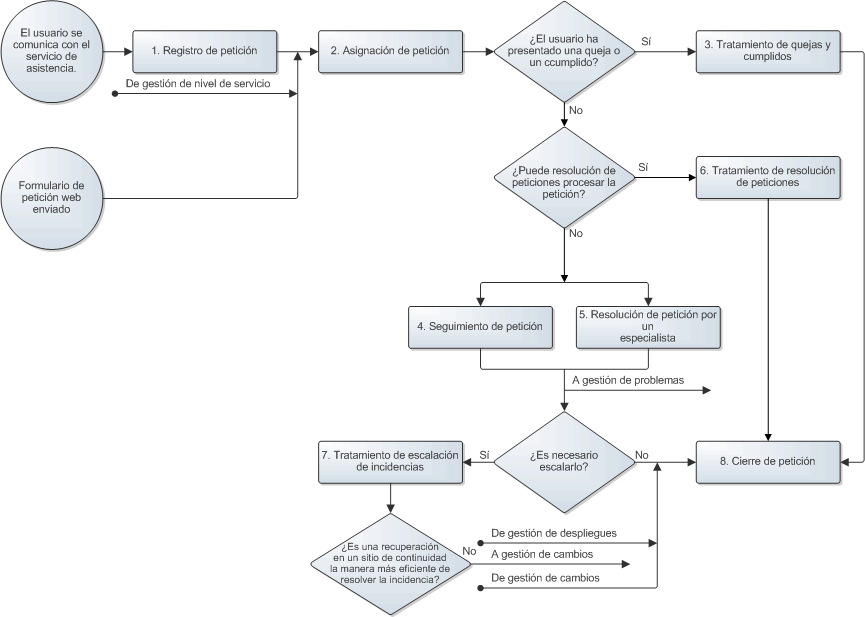 El usuario se
comunica con el
servicio de
asistencia.
1. Registro de petición
2. Asignación de petición
¿El usuario ha
presentado una queja o
un ccumplido?
Sí
3. Tratamiento de quejas y
cumplidos
De gestión de nivel de servicio
No
Formulario de
petición web
enviado
¿Puede resolución de
peticiones procesar la
petición?
Sí
6. Tratamiento de resolución
de peticiones
No
4. Seguimiento de petición
5. Resolución de petición por
un
especialista
A gestión de problemas
7. Tratamiento de escalación
de incidencias
Sí
¿Es necesario
escalarlo?
No
8. Cierre de petición
¿Es una recuperación
en un sitio de continuidad
la manera más eficiente de
resolver la incidencia?
No
De gestión de despliegues
A gestión de cambios
De gestión de cambios